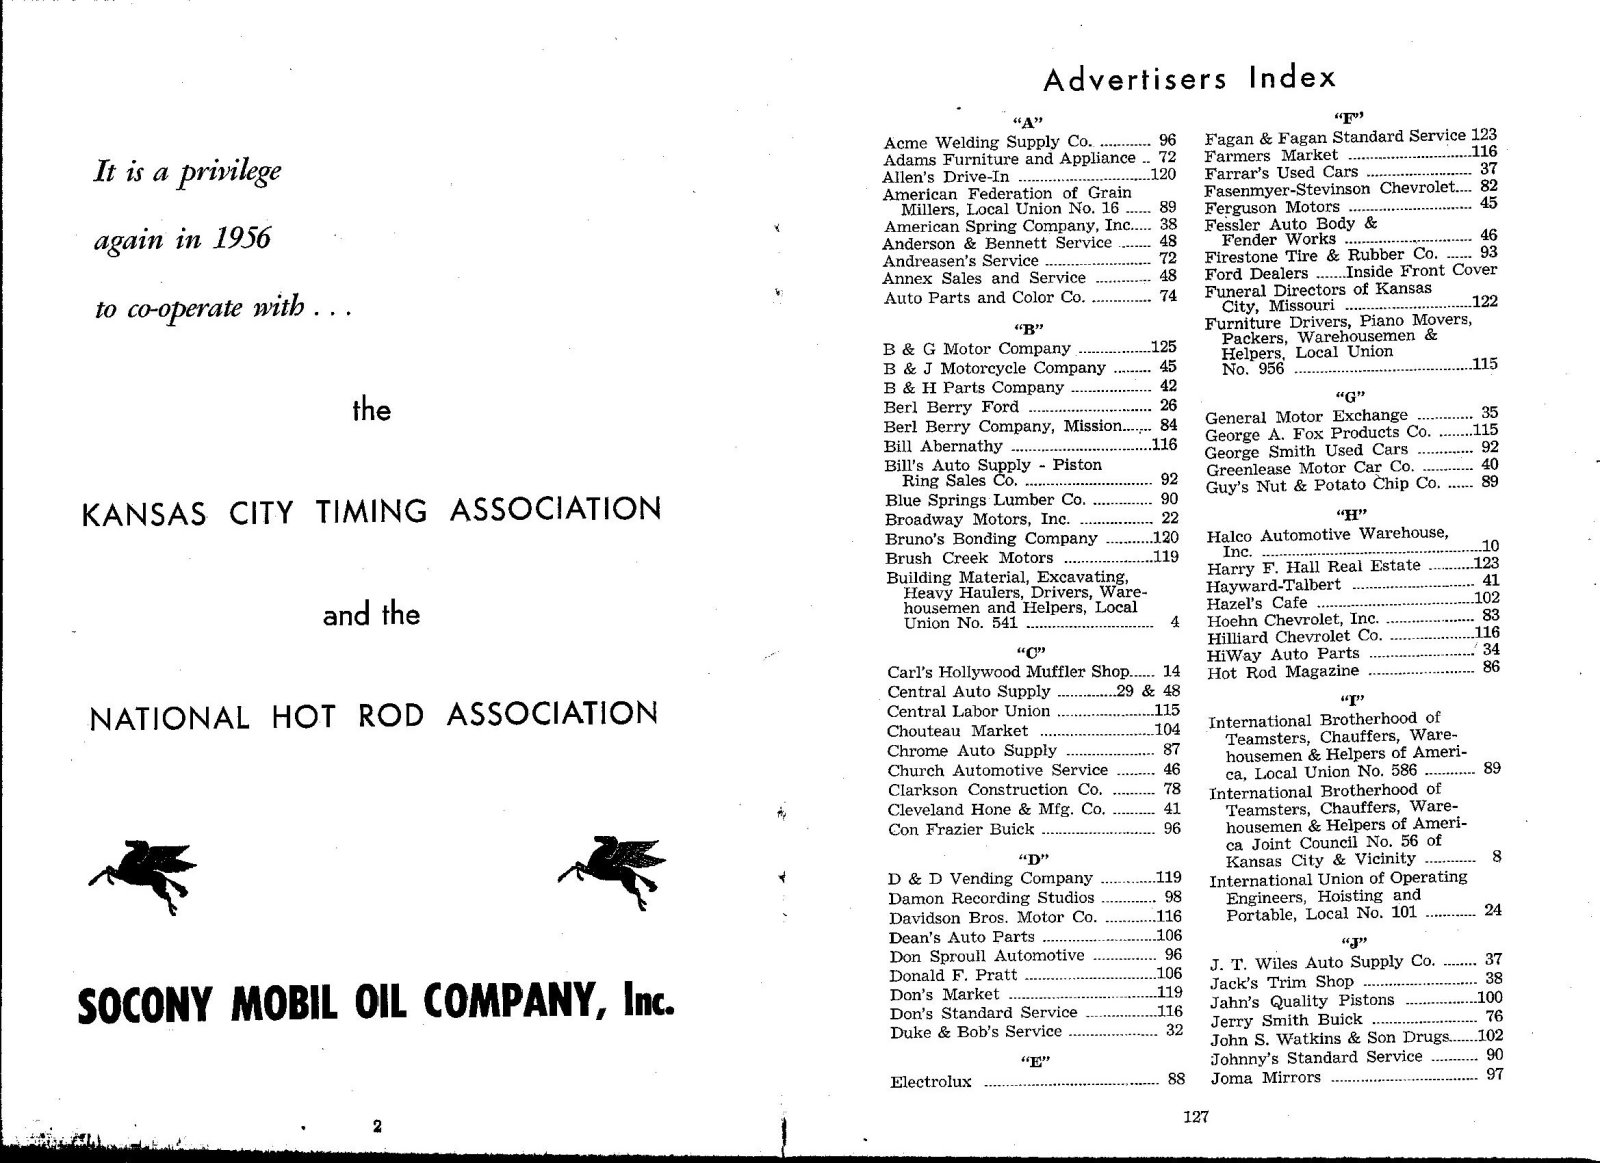 It is a privilege
again in 1956
to co-operate with . . .
the
KANSAS CITY TIMING ASSOCIATION
and the
NATIONAL HOT ROD ASSOCIATION
SOCONY MOBIL OIL COMPANY, Inc.
2
Advertisers Index
"A"
Acme Welding Supply Co. ............ 96
Adams Furniture and Appliance .. 72
Allen's Drive-In ...............................120
American Federation of Grain
Millers, Local Union No. 16 ...... 89
American Spring Company, Inc..... 38
Anderson & Bennett Service ........ 48
Andreasen's Service ......................... 72
Annex Sales and Service ............. 48
Auto Parts and Color Co. .............. 74
"B"
B & G Motor Company .................125
B & J Motorcycle Company ......... 45
B & H Parts Company ................... 42
Berl Berry Ford ............................. 26
Berl Berry Company, Mission....... 84
Bill Abernathy .................................116
Bill's Auto Supply - Piston
Ring Sales Co. .............................. 92
Blue Springs Lumber Co. .............. 90
Broadway Motors, Inc. ................. 22
Bruno's Bonding Company ...........120
Brush Creek Motors .....................119
Building Material, Excavating,
Heavy Haulers, Drivers, Ware-
housemen and Helpers, Local
Union No. 541 .............................. 4
"C"
Carl's Hollywood Muffler Shop...... 14
Central Auto Supply ..............29 & 48
Central Labor Union .......................115
Chouteau Market ...........................104
Chrome Auto Supply ..................... 87
Church Automotive Service ......... 46
Clarkson Construction Co. .......... 78
Cleveland Hone & Mfg. Co. .......... 41
Con Frazier Buick ........................... 96
"D"
D & D Vending Company .............119
Damon Recording Studios ............. 98
Davidson Bros. Motor Co. ............116
Dean's Auto Parts ...........................106
Don Sproull Automotive ............... 96
Donald F. Pratt ...............................106
Don's Market ...................................119
Don's Standard Service .................116
Duke & Bob's Service ..................... 32
"E"
Electrolux ......................................... 88
"F"
Fagan & Fagan Standard Service 123
Farmers Market .............................116
Farrar's Used Cars ......................... 37
Fasenmyer-Stevinson Chevrolet.... 82
Ferguson Motors ............................. 45
Fessler Auto Body &
Fender Works .............................. 46
Firestone Tire & Rubber Co. ...... 93
Ford Dealers .......Inside Front Cover
Funeral Directors of Kansas
City, Missouri ..............................122
Furniture Drivers, Piano Movers,
Packers, Warehousemen &
Helpers, Local Union
No. 956 ..........................................115
"G"
General Motor Exchange ............. 35
George A. Fox Products Co. ........115
George Smith Used Cars ............. 92
Greenlease Motor Car Co. ............ 40
Guy's Nut & Potato Chip Co. ...... 89
"H"
Halco Automotive Warehouse,
Inc. ....................................................10
Harry F. Hall Real Estate ..........123
Hayward-Talbert ............................. 41
Hazel's Cafe .....................................102
Hoehn Chevrolet, Inc. ..................... 83
Hilliard Chevrolet Co. ....................116
HiWay Auto Parts ......................... 34
Hot Rod Magazine ......................... 86
"I"
International Brotherhood of
Teamsters, Chauffers, Ware-
housemen & Helpers of Ameri-
ca, Local Union No. 586 ............ 89
International Brotherhood of
Teamsters, Chauffers, Ware-
housemen & Helpers of Ameri-
ca Joint Council No. 56 of
Kansas City & Vicinity ............ 8
International Union of Operating
Engineers, Hoisting and
Portable, Local No. 101 ............ 24
"J"
J. T. Wiles Auto Supply Co. ........ 37
Jack's Trim Shop ........................... 38
Jahn's Quality Pistons .................100
Jerry Smith Buick ......................... 76
John S. Watkins & Son Drugs.......102
Johnny's Standard Service ........... 90
Joma Mirrors ................................... 97
127